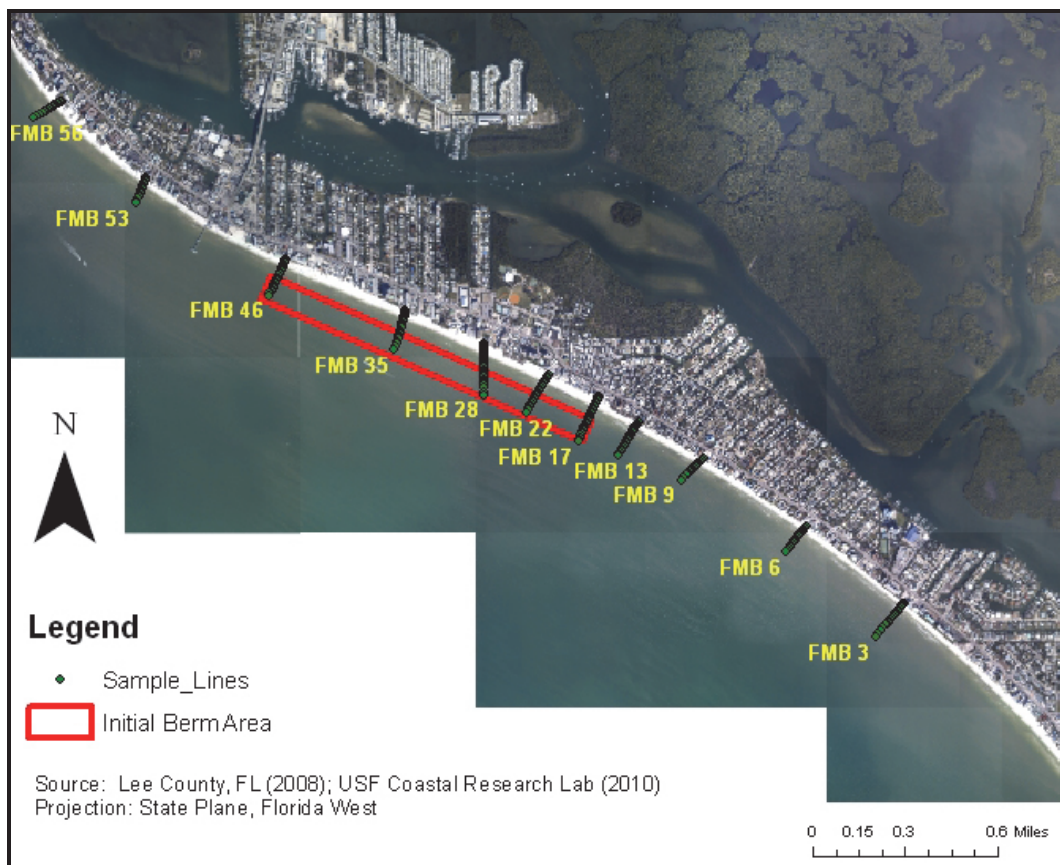 FMB 56
FMB 53
FMB 46
FMB 35
FMB 28
FMB 22
FMB 17
FMB 13
FMB 9
FMB 6
FMB 3
N
Legend
Sample_Lines
Initial Berm Area
Source: Lee County, FL (2008); USF Coastal Research Lab (2010)
Projection: State Plane, Florida West
0 0.15 0.3 0.6 Miles